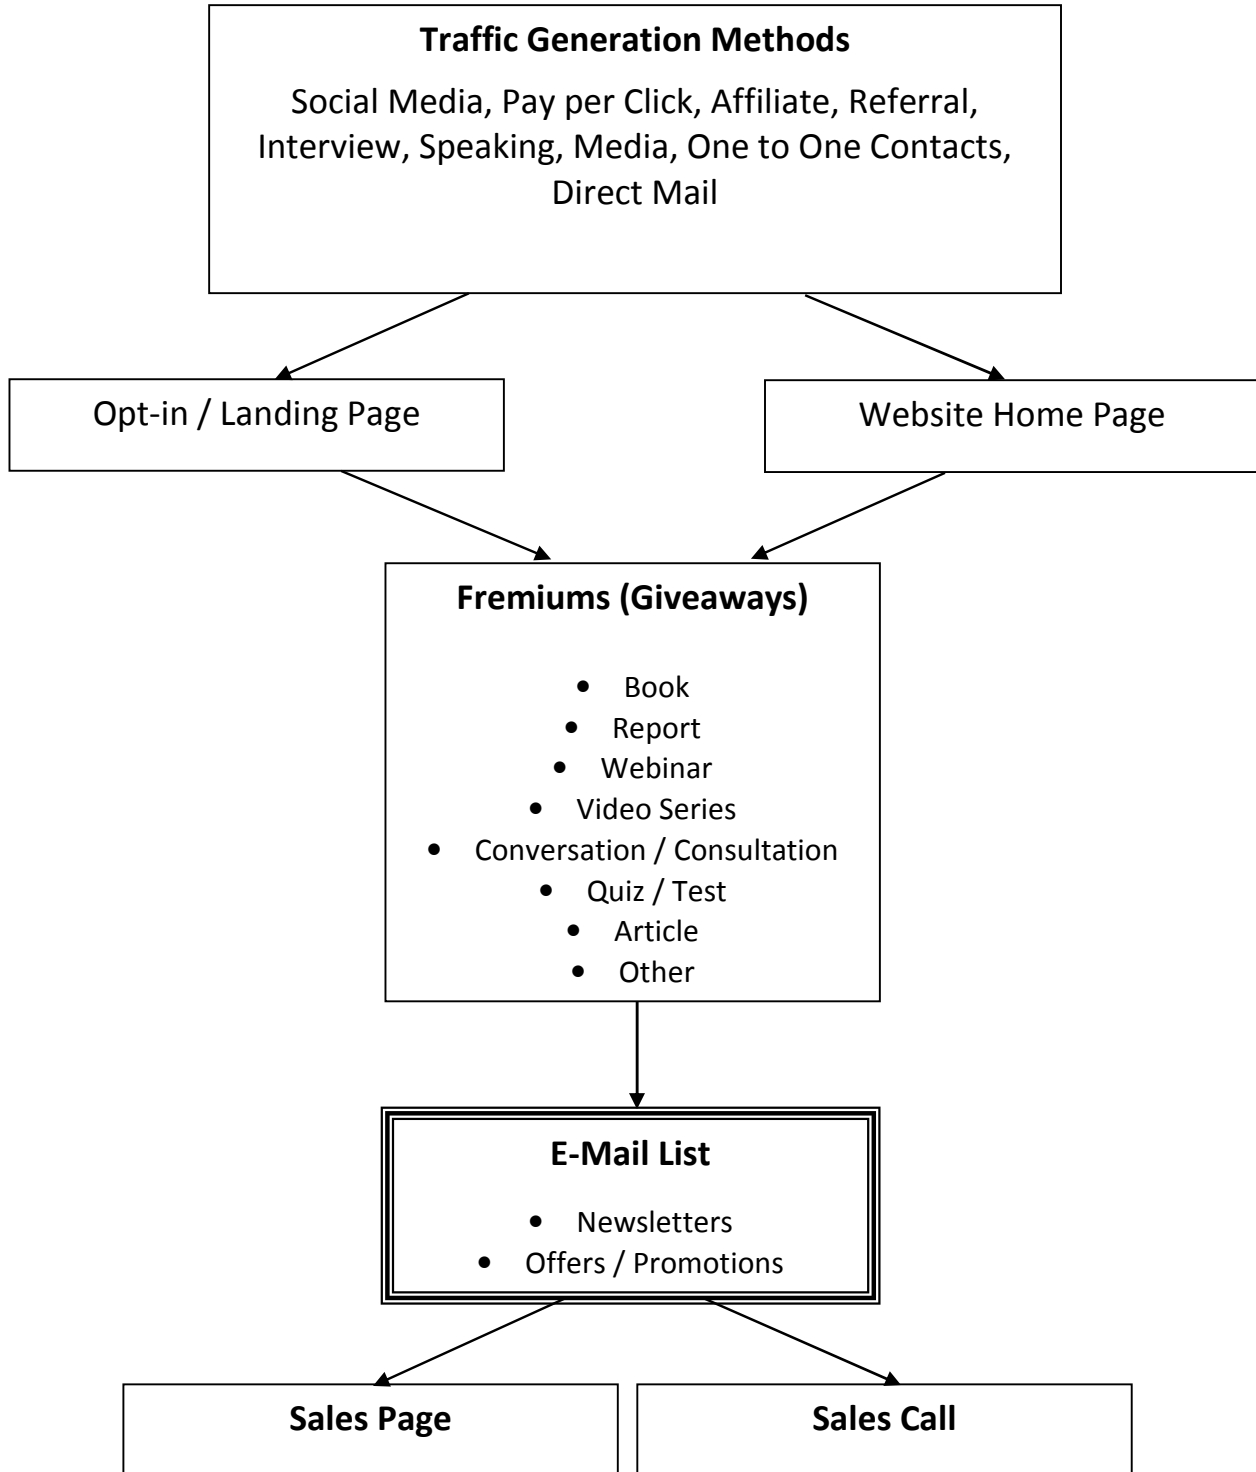 Traffic Generation Methods
Social Media, Pay per Click, Affiliate, Referral,
Interview, Speaking, Media, One to One Contacts,
Direct Mail
Opt-in / Landing Page
Website Home Page
Fremiums (Giveaways)
• Book
• Report
• Webinar
• Video Series
• Conversation / Consultation
• Quiz / Test
• Article
• Other
E-Mail List
• Newsletters
• Offers / Promotions
Sales Page
Sales Call